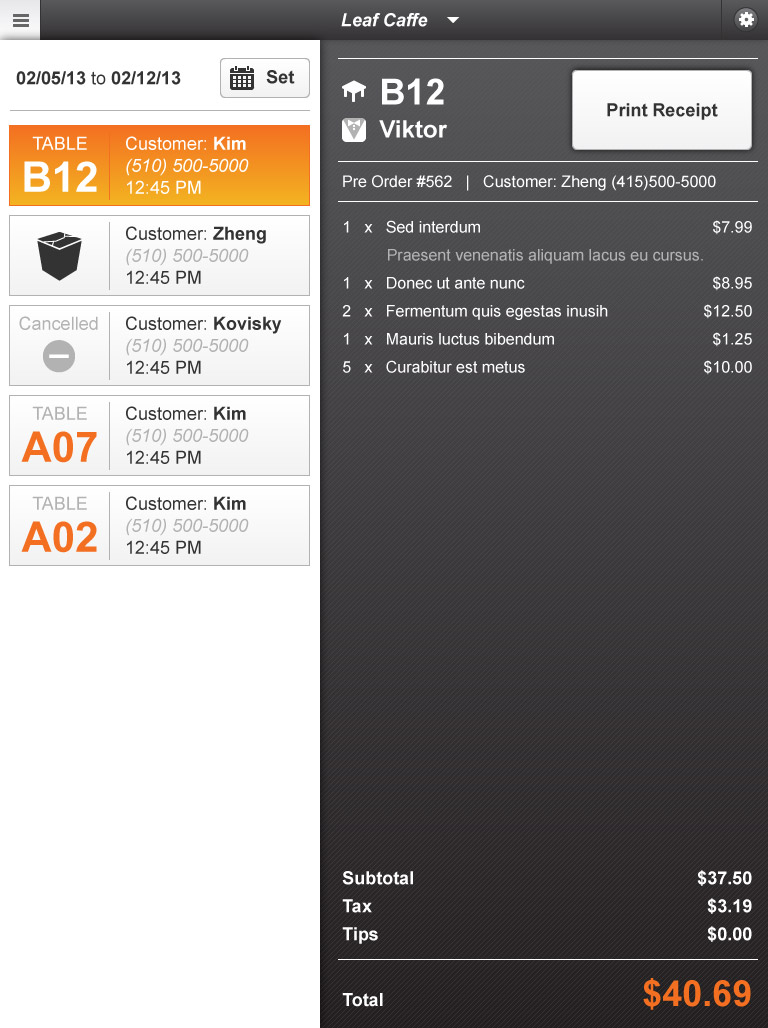 Leaf Caffe
02/05/13 to 02/12/13
Set
TABLE
B12
Customer: Kim
(510) 500-5000
12:45 PM
Customer: Zheng
(510) 500-5000
12:45 PM
Cancelled
Customer: Kovisky
(510) 500-5000
12:45 PM
TABLE
A07
Customer: Kim
(510) 500-5000
12:45 PM
TABLE
A02
Customer: Kim
(510) 500-5000
12:45 PM
B12
Viktor
Print Receipt
Pre Order #562 | Customer: Zheng (415)500-5000
1 x Sed interdum $7.99
Praesent venenatis aliquam lacus eu cursus.
1 x Donec ut ante nunc $8.95
2 x Fermentum quis egestas inusih $12.50
1 x Mauris luctus bibendum $1.25
5 x Curabitur est metus $10.00
Subtotal $37.50
Tax $3.19
Tips $0.00
Total $40.69